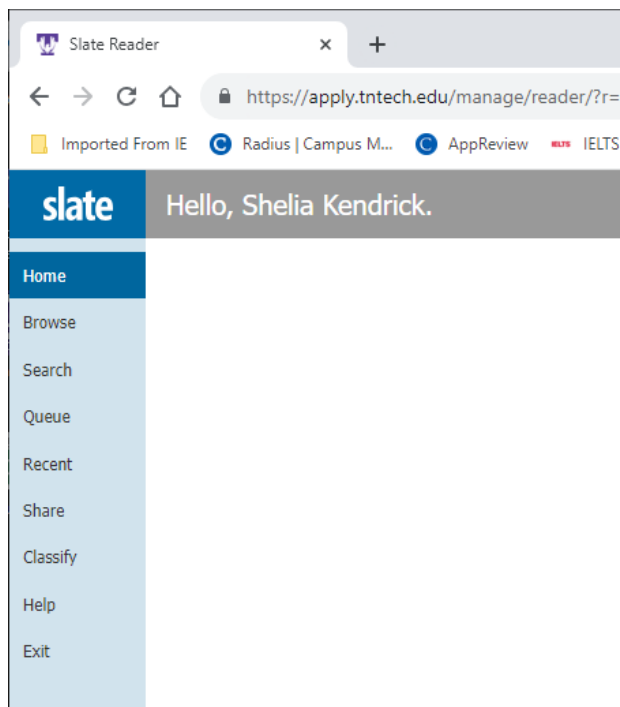 Slate Reader
https://apply.tntech.edu/manage/reader/?r=
Imported From IE Radius | Campus M... AppReview IELTS IELTS
slate Hello, Shelia Kendrick.
Home
Browse
Search
Queue
Recent
Share
Classify
Help
Exit